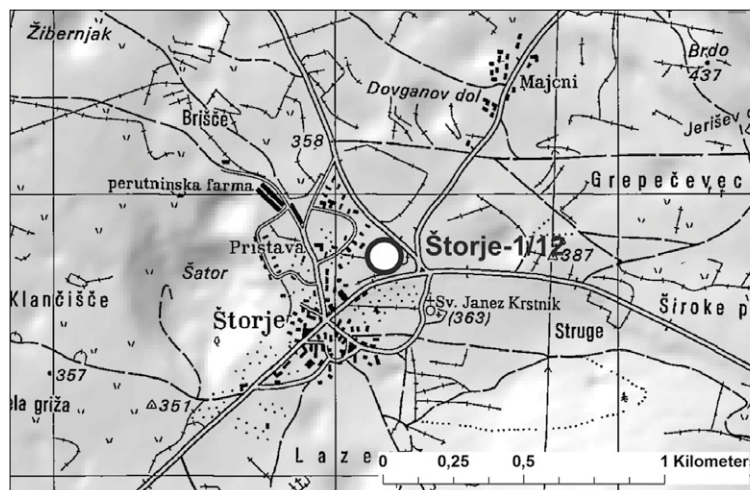 Žibernjak
Brdo
437
Dovganov dol
Majcni
Brišče
358
Jerišev d
perutninska farma
Grepečevec
Pristava
Štorje-1/12
387
Šator
Klančišče
Sv. Janez Krstnik
(363)
Široke p
Štorje
Struge
357
351
ela griža
Laze
0 0,25 0,5 1 Kilometer